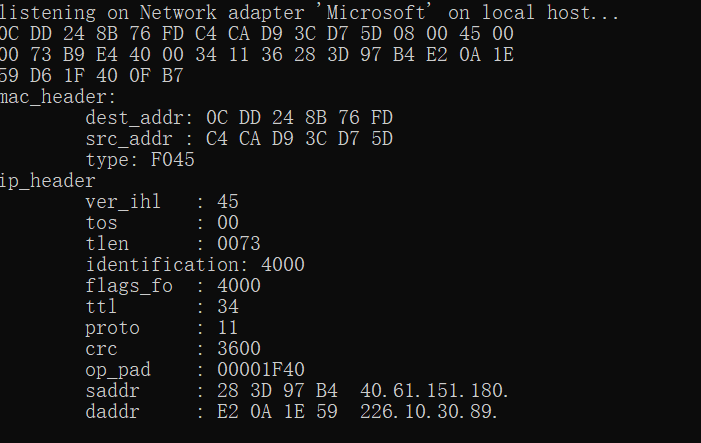 listening on Network adapter 'Microsoft' on local host...
0C DD 24 8B 76 FD C4 CA D9 3C D7 5D 08 00 45 00
00 73 B9 E4 40 00 34 11 36 28 3D 97 B4 E2 0A 1E
59 D6 1F 40 0F B7
mac_header:
dest_addr: 0C DD 24 8B 76 FD
src_addr : C4 CA D9 3C D7 5D
type: F045
ip_header
ver_ihl : 45
tos : 00
tlen : 0073
identification: 4000
flags_fo : 4000
ttl : 34
proto : 11
crc : 3600
op_pad : 00001F40
saddr : 28 3D 97 B4 40.61.151.180.
daddr : E2 0A 1E 59 226.10.30.89.